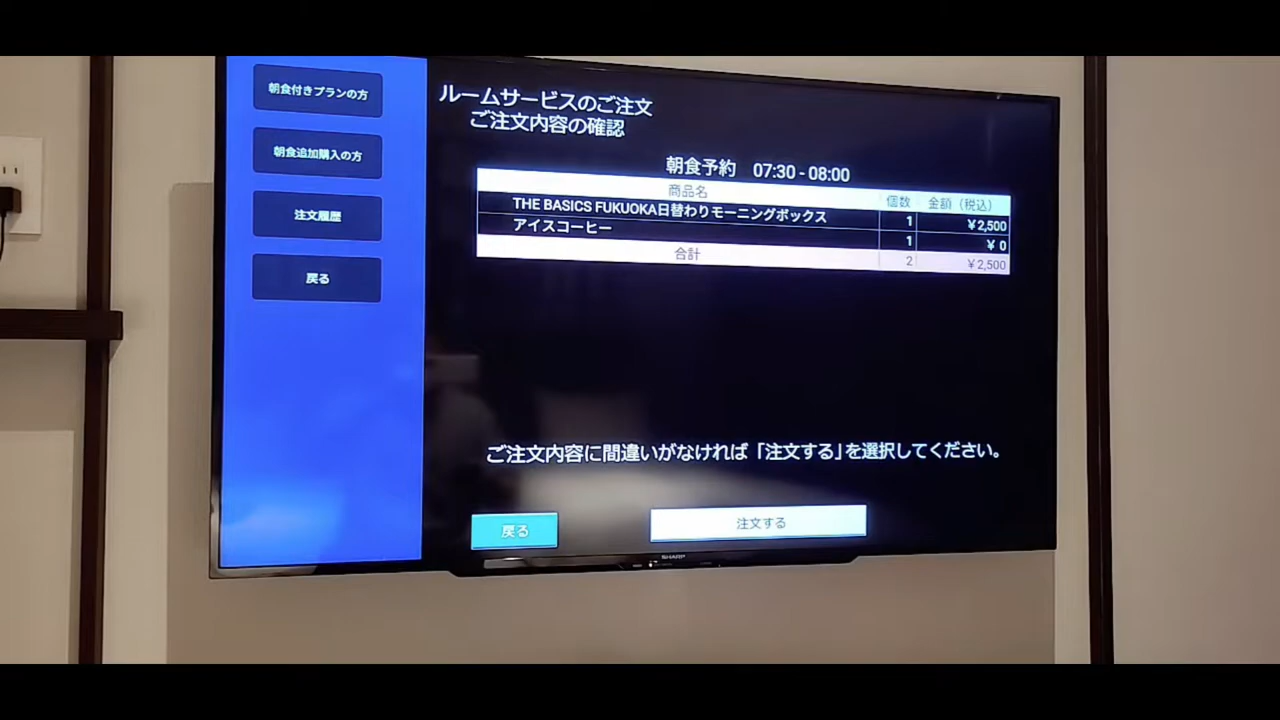 朝食付きプランの方
朝食追加購入の方
注文履歴
戻る
ルームサービスのご注文
ご注文内容の確認
朝食予約 07:30 - 08:00
商品名 個数 金額（税込）
THE BASICS FUKUOKA日替わりモーニングボックス 1 ￥2,500
アイスコーヒー 1 ￥0
合計 2 ￥2,500
ご注文内容に間違いがなければ「注文する」を選択してください。
戻る 注文する
SHARP